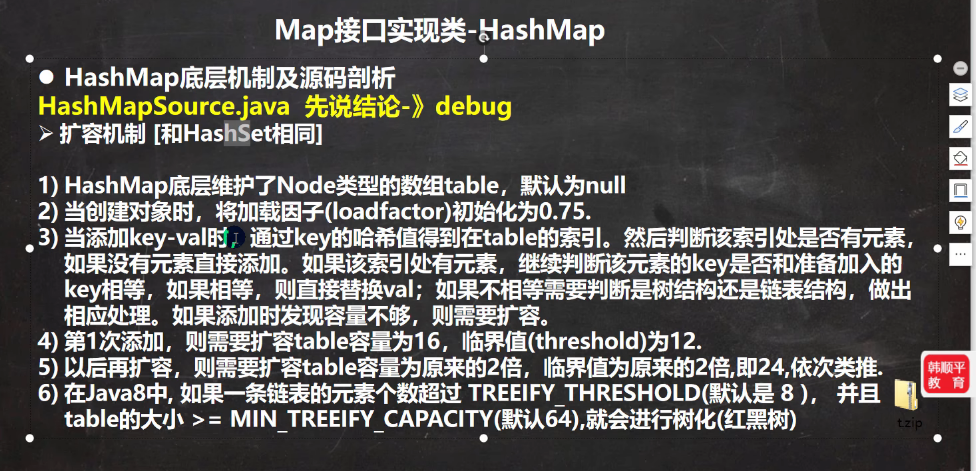 Map接口实现类-HashMap
● HashMap底层机制及源码剖析
HashMapSource.java 先说结论-》debug
➢ 扩容机制 [和HashSet相同]
1) HashMap底层维护了Node类型的数组table，默认为null
2) 当创建对象时，将加载因子(loadfactor)初始化为0.75.
3) 当添加key-val时，通过key的哈希值得到在table的索引。然后判断该索引处是否有元素，
如果没有元素直接添加。如果该索引处有元素，继续判断该元素的key是否和准备加入的
key相等，如果相等，则直接替换val；如果不相等需要判断是树结构还是链表结构，做出
相应处理。如果添加时发现容量不够，则需要扩容。
4) 第1次添加，则需要扩容table容量为16，临界值(threshold)为12.
5) 以后再扩容，则需要扩容table容量为原来的2倍，临界值为原来的2倍,即24,依次类推.
6) 在Java8中, 如果一条链表的元素个数超过 TREEIFY_THRESHOLD(默认是 8 )， 并且
table的大小 >= MIN_TREEIFY_CAPACITY(默认64),就会进行树化(红黑树)
韩顺平
教育
t.zip